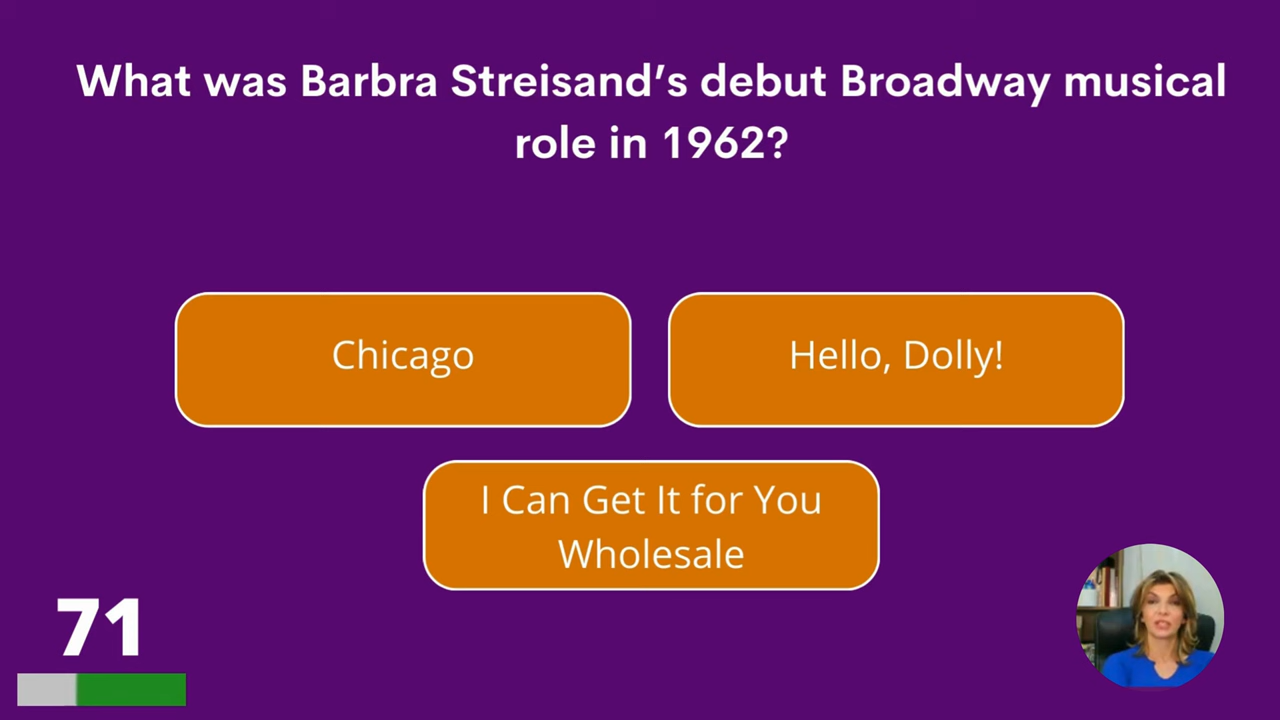 What was Barbra Streisand’s debut Broadway musical
role in 1962?
Chicago
Hello, Dolly!
I Can Get It for You
Wholesale
71